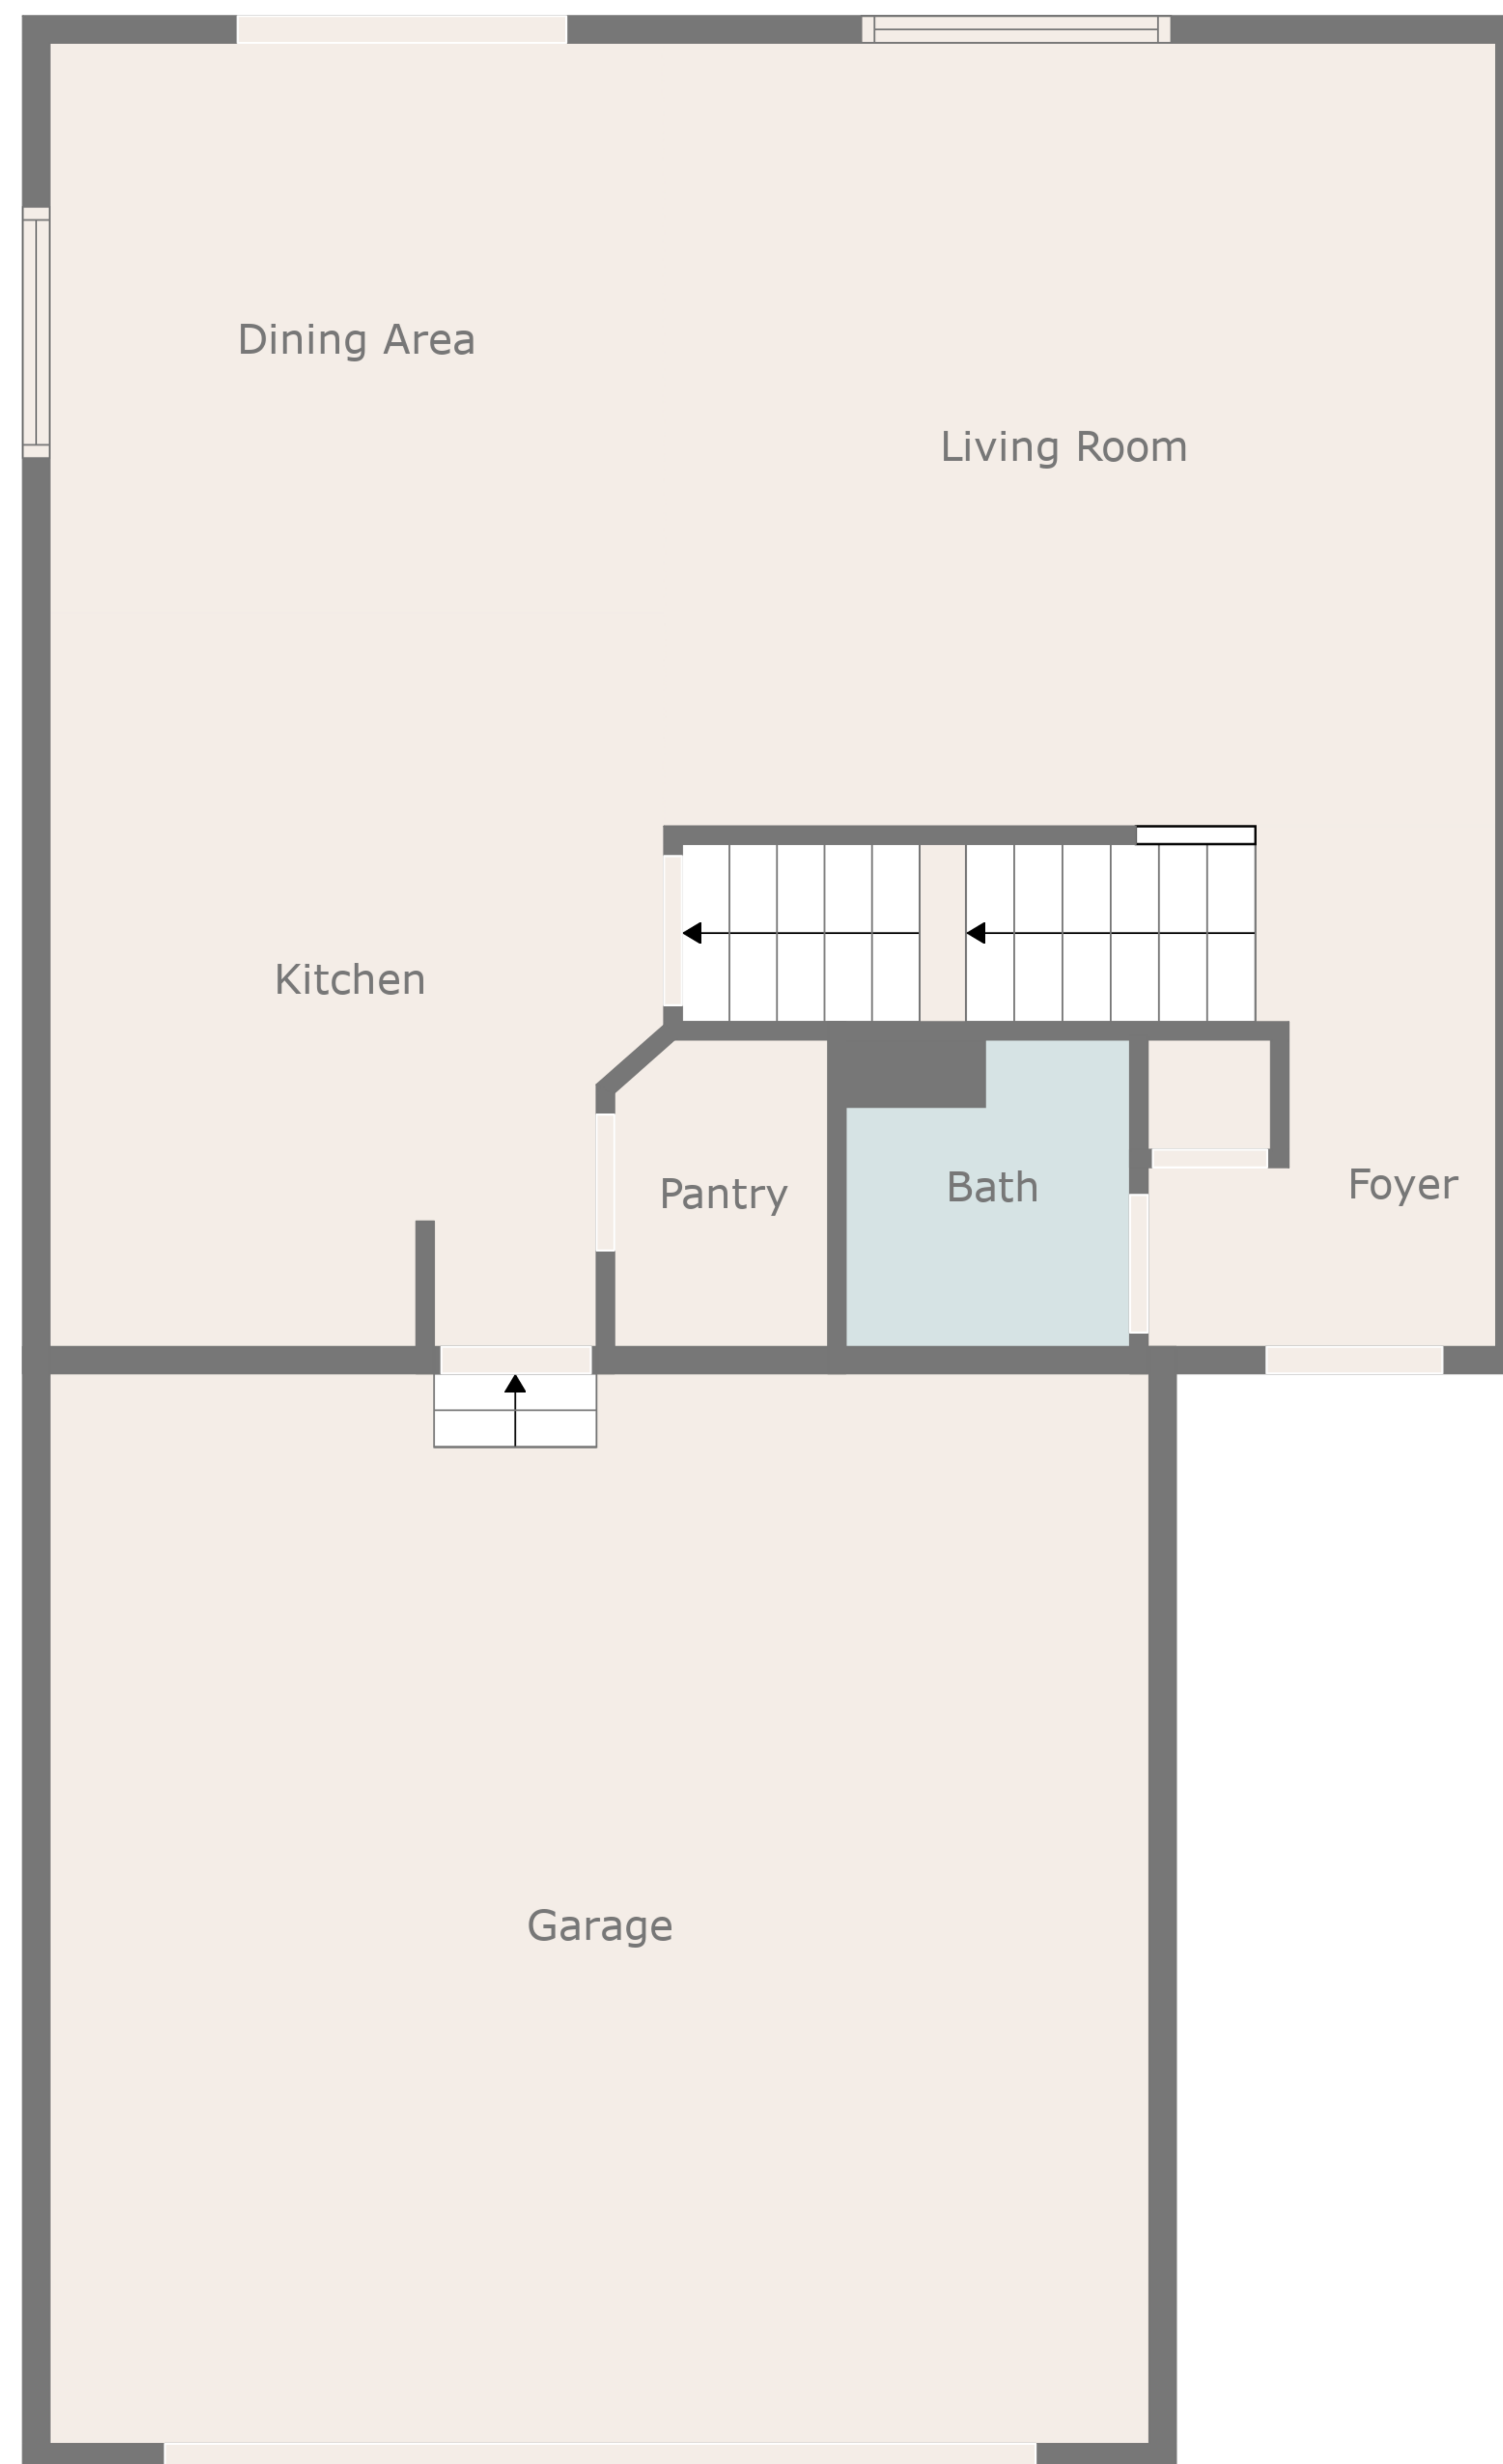 Dining Area
Living Room
Kitchen
Pantry
Bath
Foyer
Garage